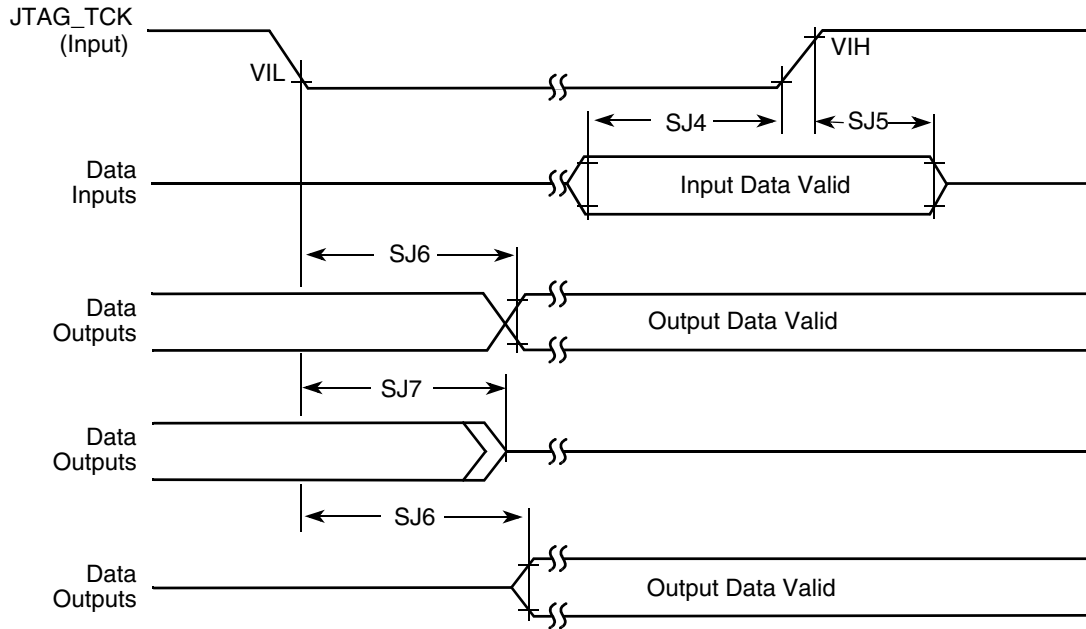 JTAG_TCK
(Input)
VIH
VIL
SJ4
SJ5
Data
Inputs
Input Data Valid
SJ6
Data
Outputs
Output Data Valid
SJ7
Data
Outputs
SJ6
Data
Outputs
Output Data Valid